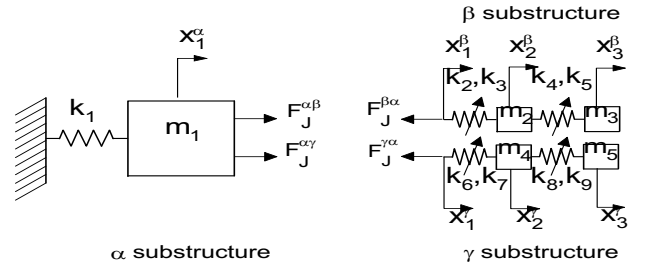 β substructure
x₁^α
x₁^β x₂^β x₃^β
k₂,k₃ k₄,k₅
k₁
m₁
F_J^αβ
F_J^αγ
F_J^βα
m₂ m₃
F_J^γα
m₄ m₅
k₆,k₇ k₈,k₉
x₁^γ x₂^γ x₃^γ
α substructure
γ substructure